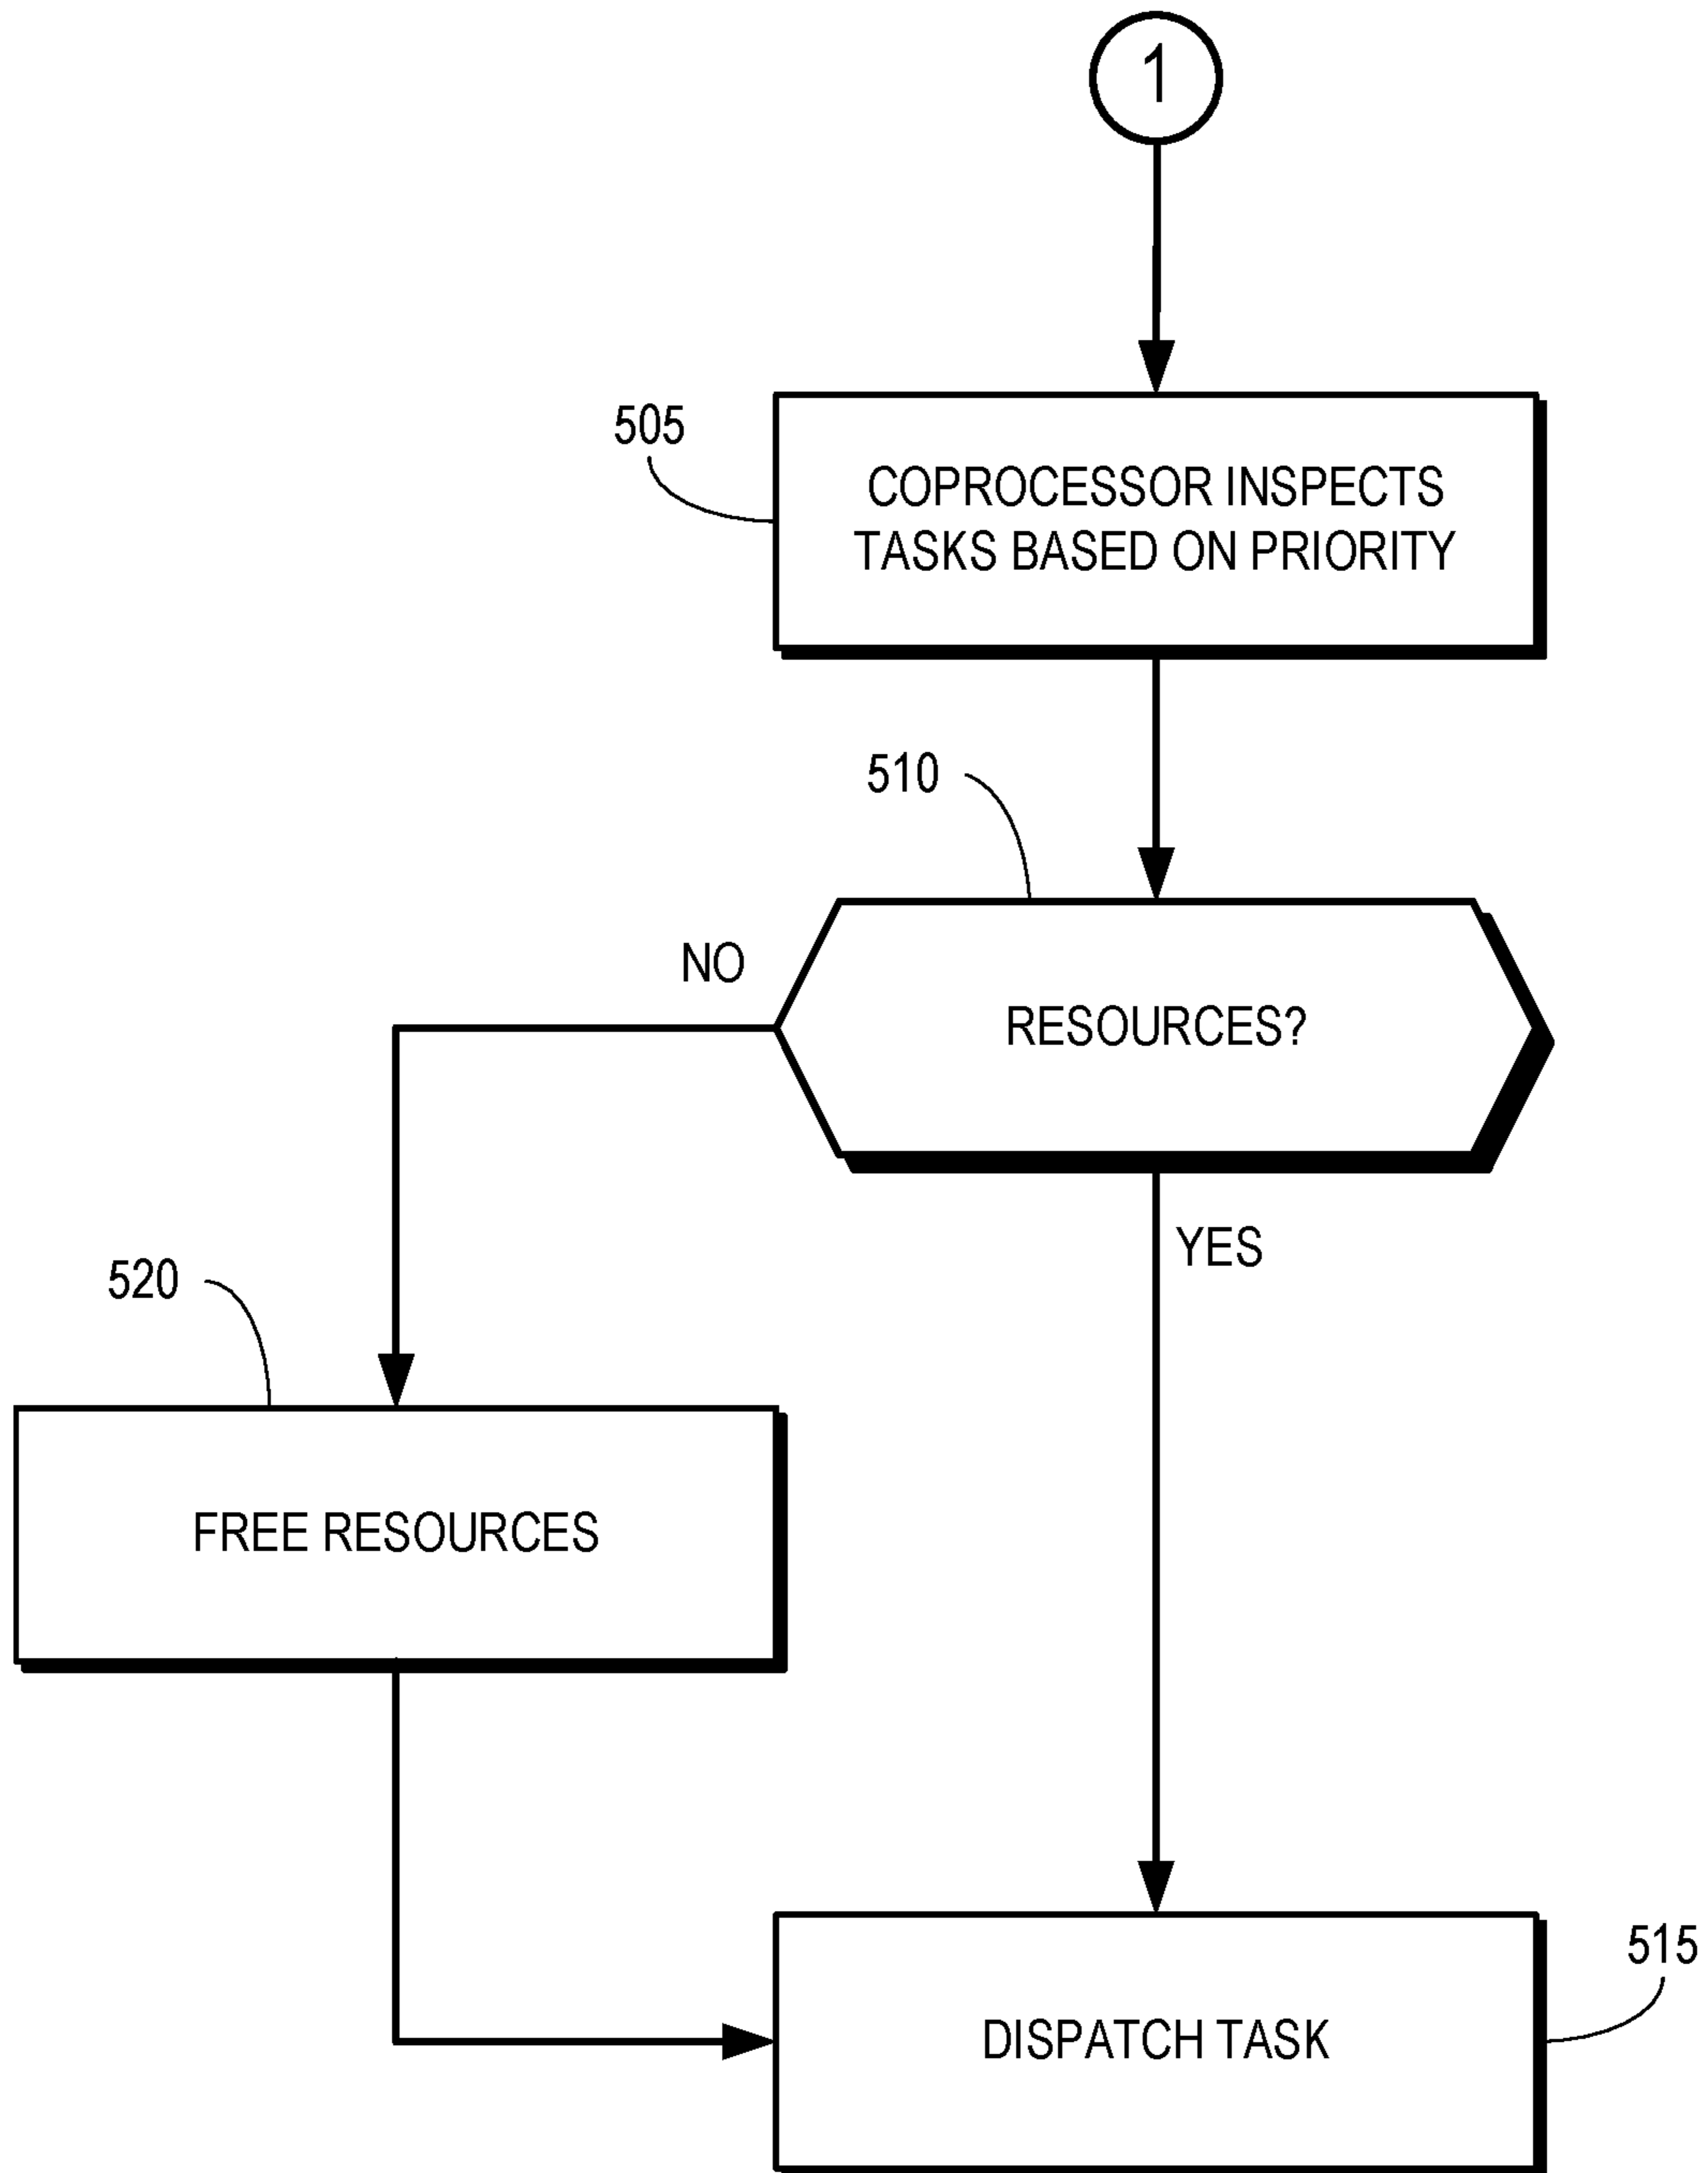 1
505
COPROCESSOR INSPECTS
TASKS BASED ON PRIORITY
510
NO
RESOURCES?
YES
520
FREE RESOURCES
515
DISPATCH TASK